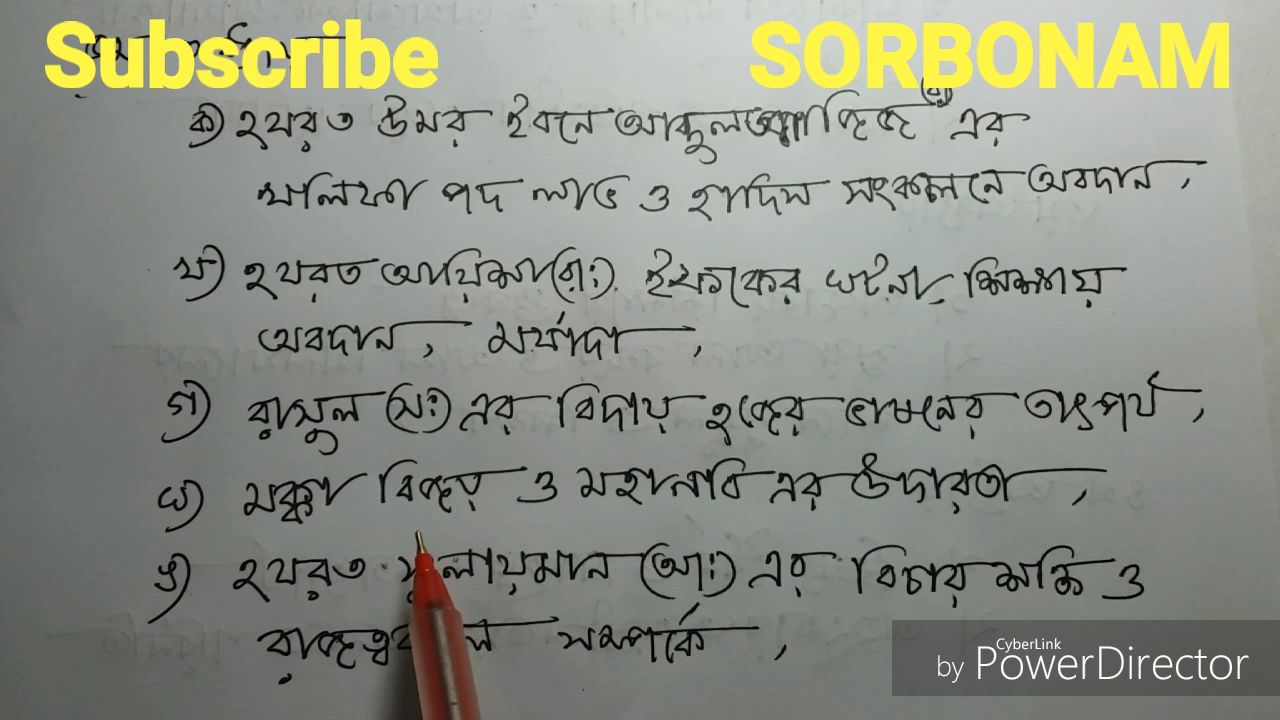 Subscribe SORBONAM
ক) হযরত উমর ইবনে আব্দুল আজিজ (র) এর
খলিফা পদ লাভ ও হাদিস সংকলনে অবদান,
খ) হযরত আয়িশা (রা:) ইফকের ঘটনা, শিক্ষায়
অবদান, মর্যাদা,
গ) রাসুল (স:) এর বিদায় হজ্জের ভাষনের তাৎপর্য,
ঘ) মক্কা বিজয় ও মহানবি এর উদারতা,
ঙ) হযরত সুলায়মান (আ:) এর বিচার শক্তি ও
সম্পর্কে,
CyberLink
by PowerDirector